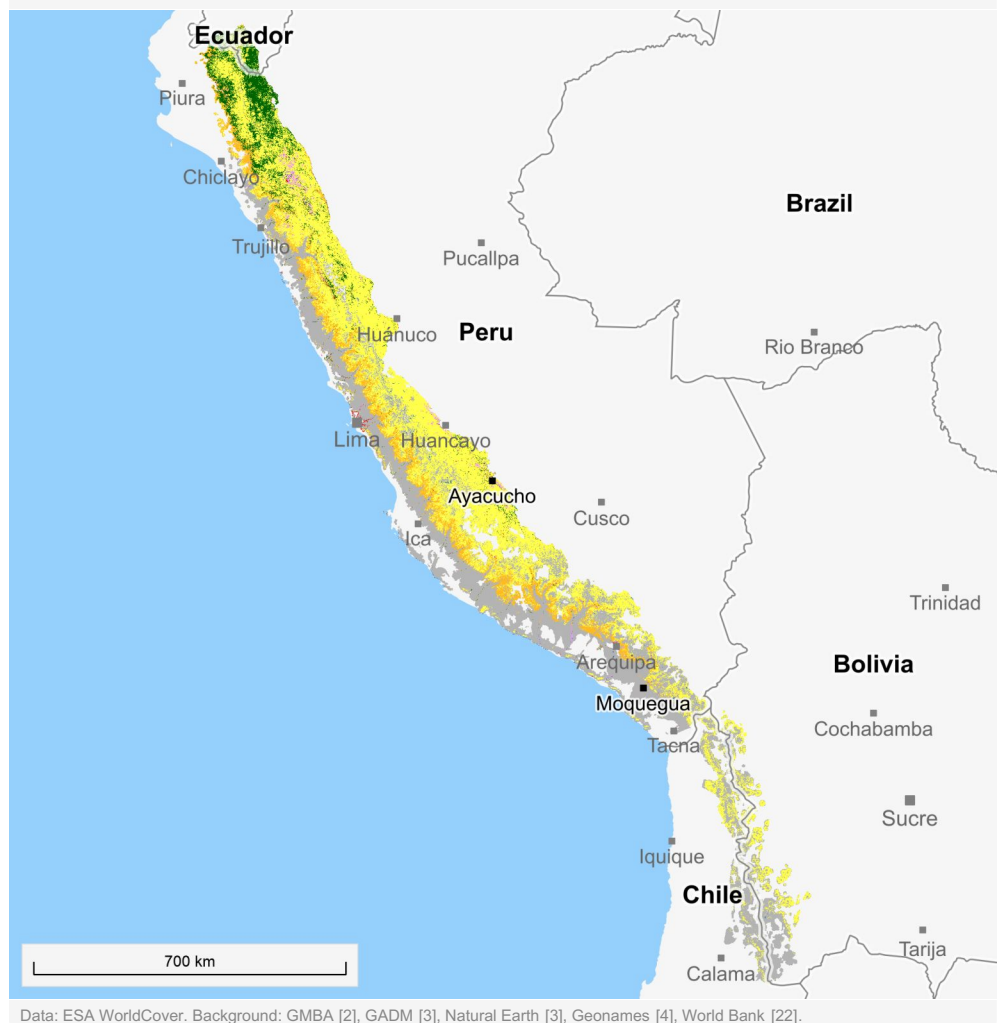 Ecuador
Piura
Chiclayo
Brazil
Trujillo
Pucallpa
Huánuco
Peru
Rio Branco
Lima
Huancayo
Ayacucho
Cusco
Ica
Trinidad
Arequipa
Bolivia
Moquegua
Cochabamba
Tacna
Sucre
Iquique
Chile
Tarija
700 km
Calama
Data: ESA WorldCover. Background: GMBA [2], GADM [3], Natural Earth [3], Geonames [4], World Bank [22].